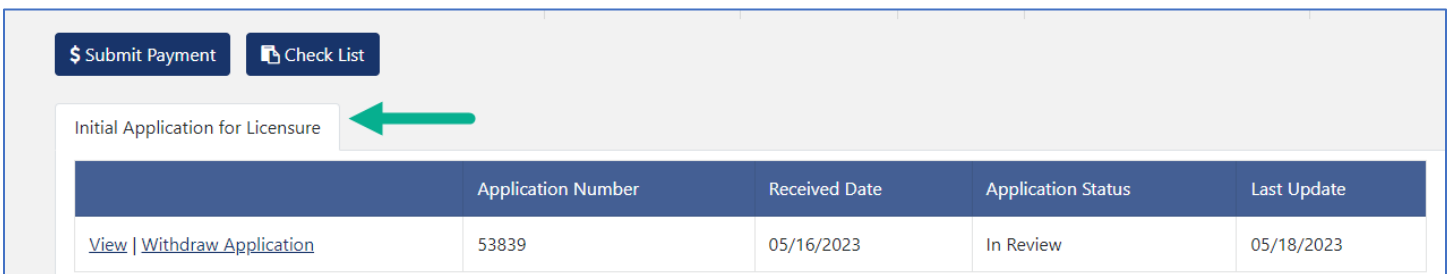 $ Submit Payment Check List
Initial Application for Licensure
Application Number Received Date Application Status Last Update
View | Withdraw Application 53839 05/16/2023 In Review 05/18/2023